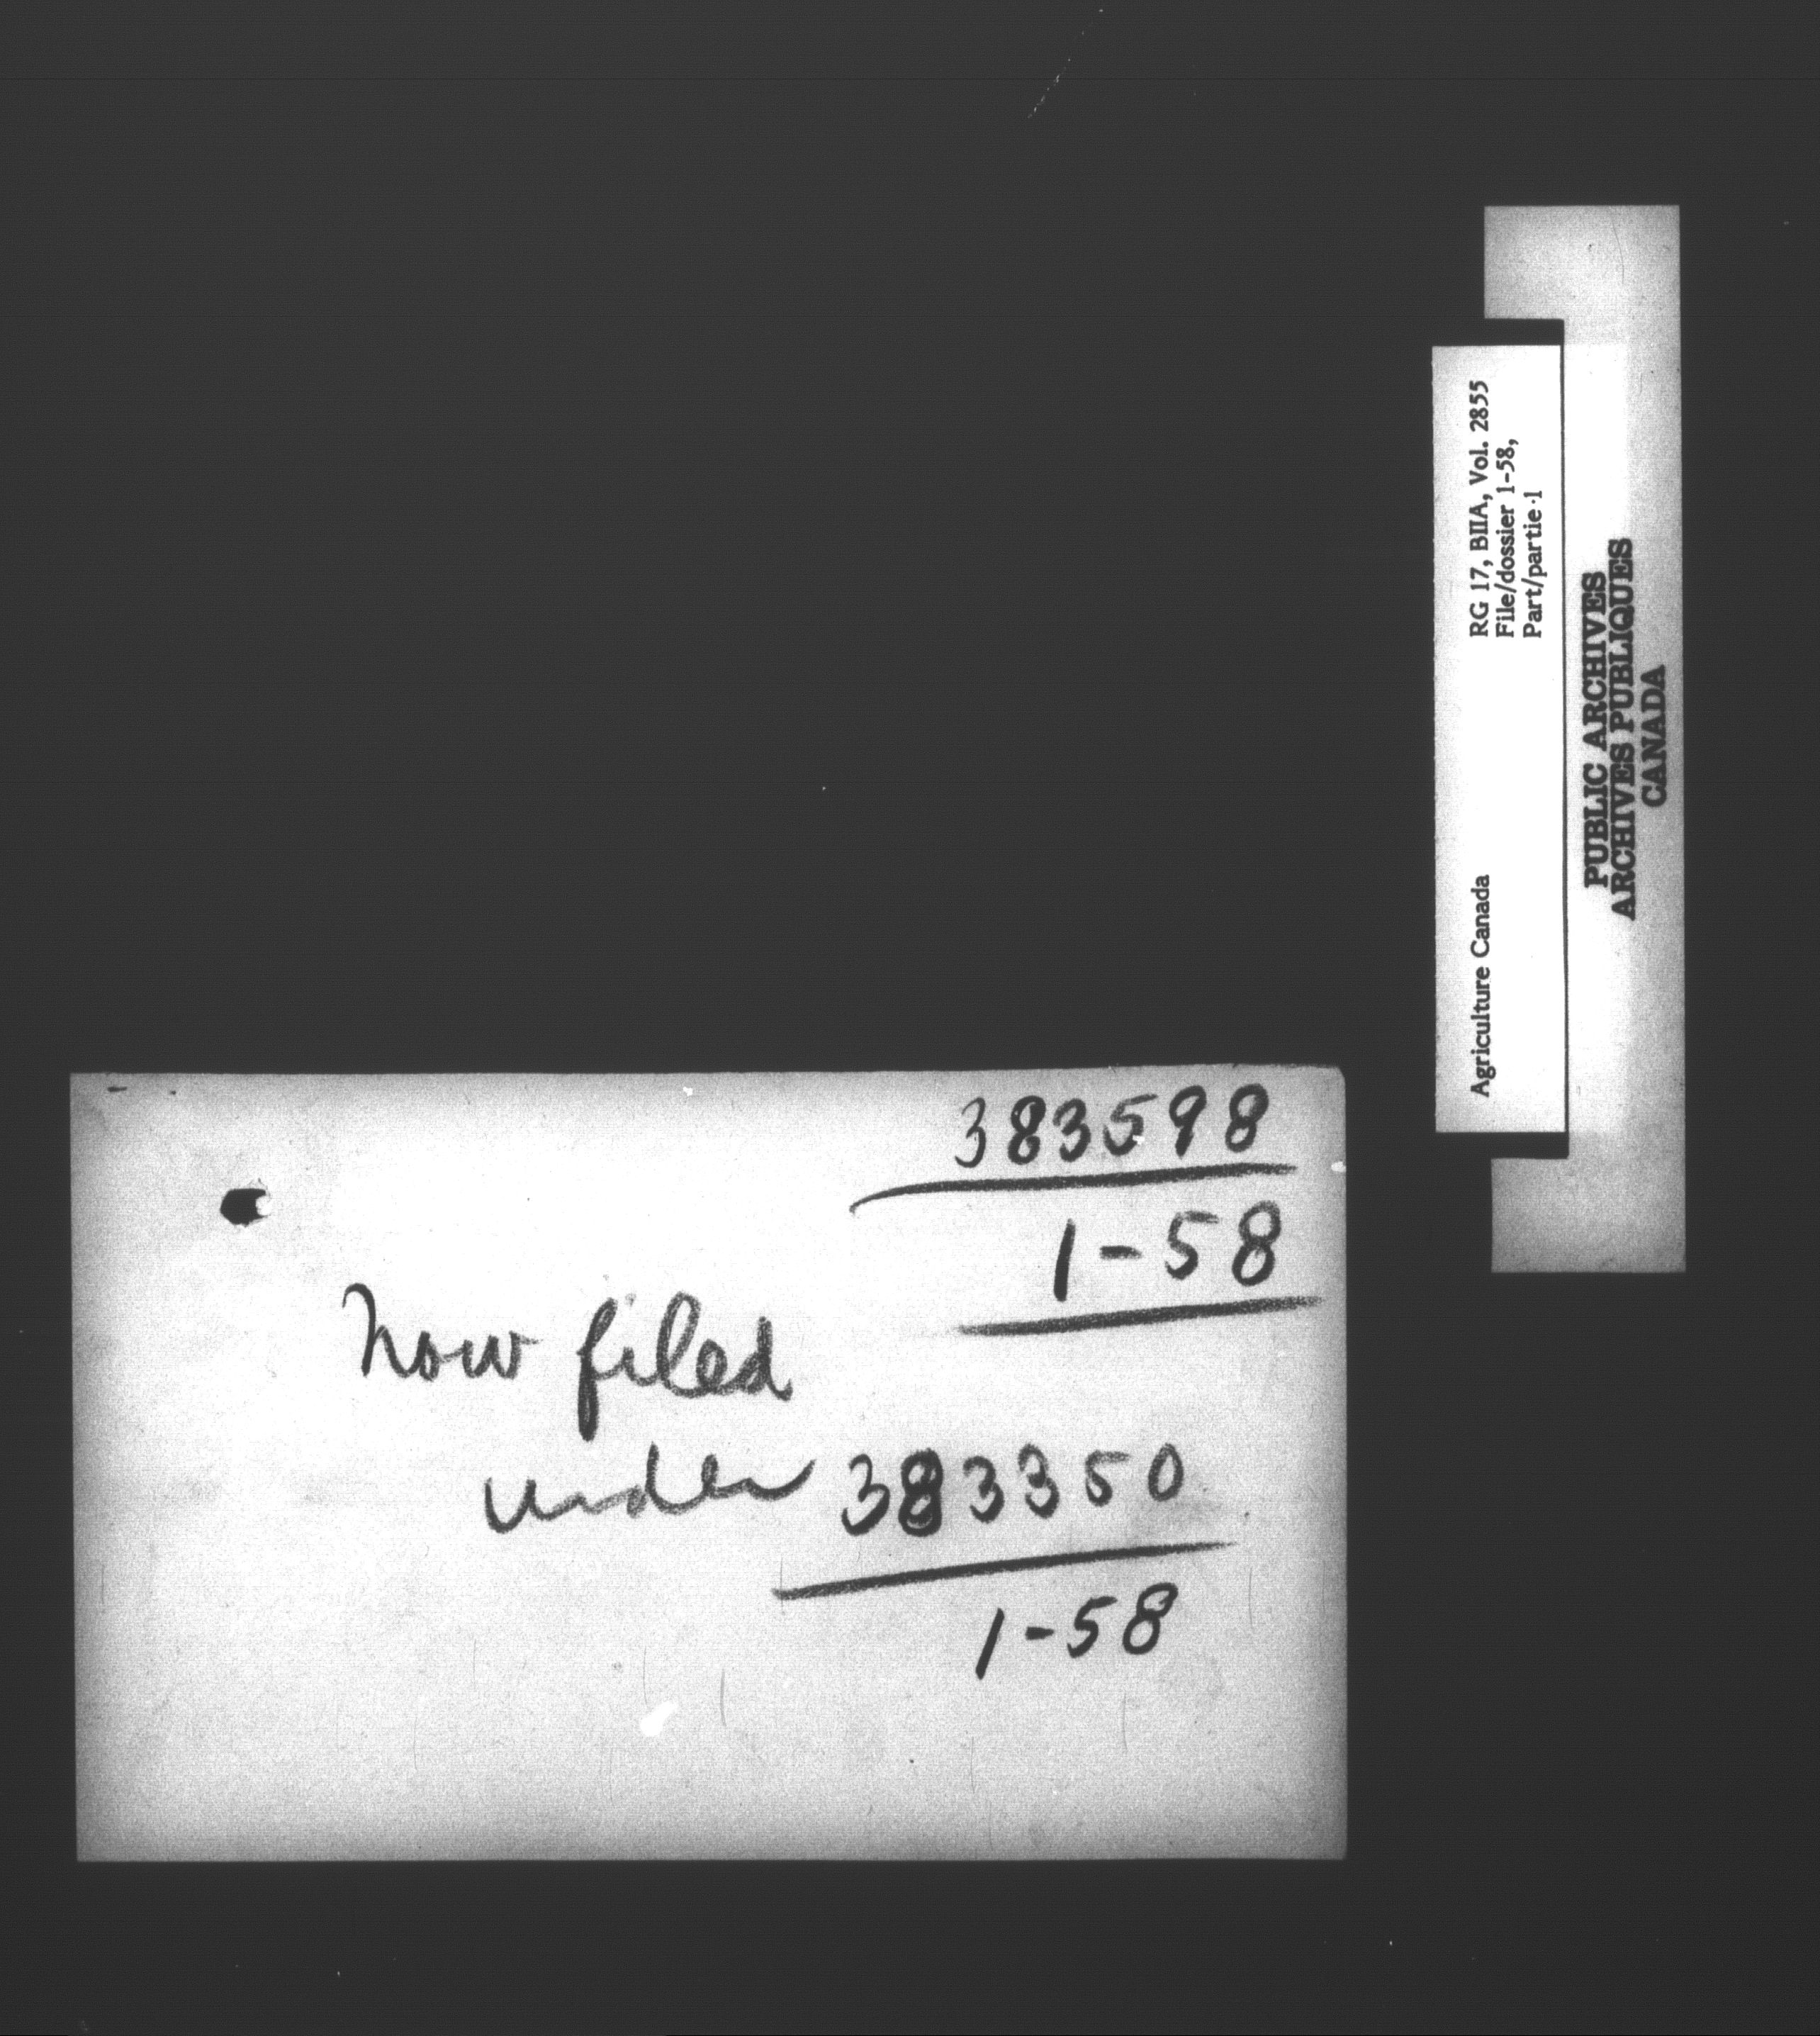 383598
1-58
Now filed
under 383350
1-58
Agriculture Canada RG 17, BIIA, Vol. 2855
File/dossier 1-58,
Part/partie 1
PUBLIC ARCHIVES
ARCHIVES PUBLIQUES
CANADA